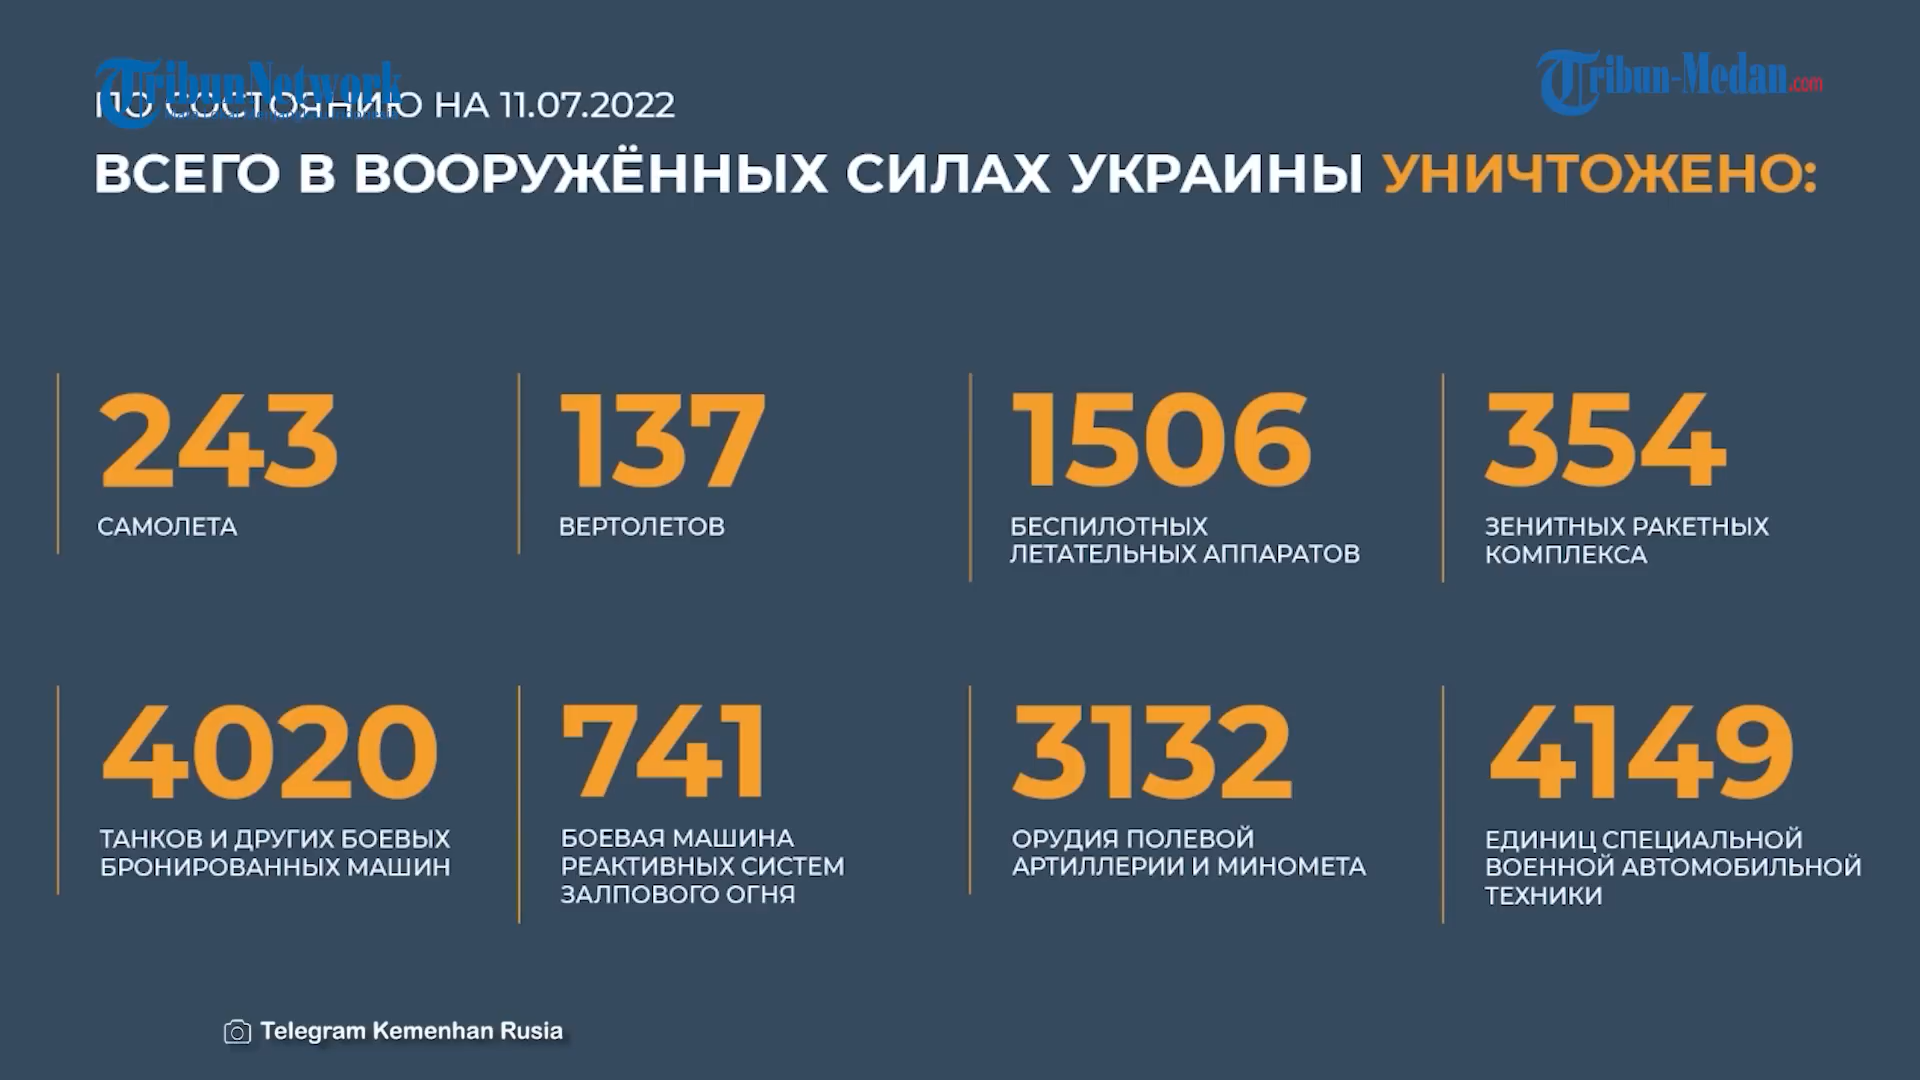 TribunNetwork
Tribun-Medan.com
ПО СОСТОЯНИЮ НА 11.07.2022
ВСЕГО В ВООРУЖЁННЫХ СИЛАХ УКРАИНЫ УНИЧТОЖЕНО:
243
САМОЛЕТА
137
ВЕРТОЛЕТОВ
1506
БЕСПИЛОТНЫХ
ЛЕТАТЕЛЬНЫХ АППАРАТОВ
354
ЗЕНИТНЫХ РАКЕТНЫХ
КОМПЛЕКСА
4020
ТАНКОВ И ДРУГИХ БОЕВЫХ
БРОНИРОВАННЫХ МАШИН
741
БОЕВАЯ МАШИНА
РЕАКТИВНЫХ СИСТЕМ
ЗАЛПОВОГО ОГНЯ
3132
ОРУДИЯ ПОЛЕВОЙ
АРТИЛЛЕРИИ И МИНОМЕТА
4149
ЕДИНИЦ СПЕЦИАЛЬНОЙ
ВОЕННОЙ АВТОМОБИЛЬНОЙ
ТЕХНИКИ
Telegram Kemenhan Rusia